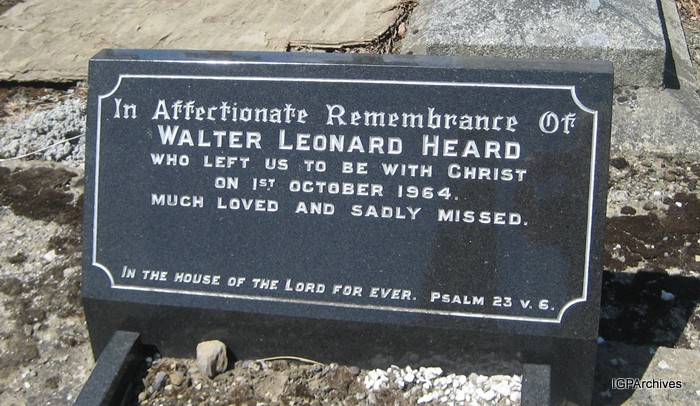 In Affectionate Remembrance Of
Walter Leonard Heard
who left us to be with Christ
on 1st October 1964.
Much loved and sadly missed.
In the house of the Lord for ever. Psalm 23 v. 6.
IGPArchives